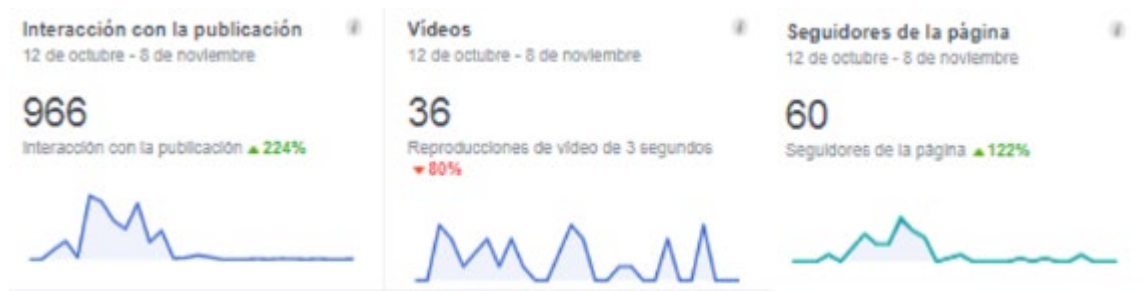 Interacción con la publicación
12 de octubre - 8 de noviembre
966
Interacción con la publicación ▲ 224%
Vídeos
12 de octubre - 8 de noviembre
36
Reproducciones de vídeo de 3 segundos
▼ 80%
Seguidores de la página
12 de octubre - 8 de noviembre
60
Seguidores de la página ▲ 122%